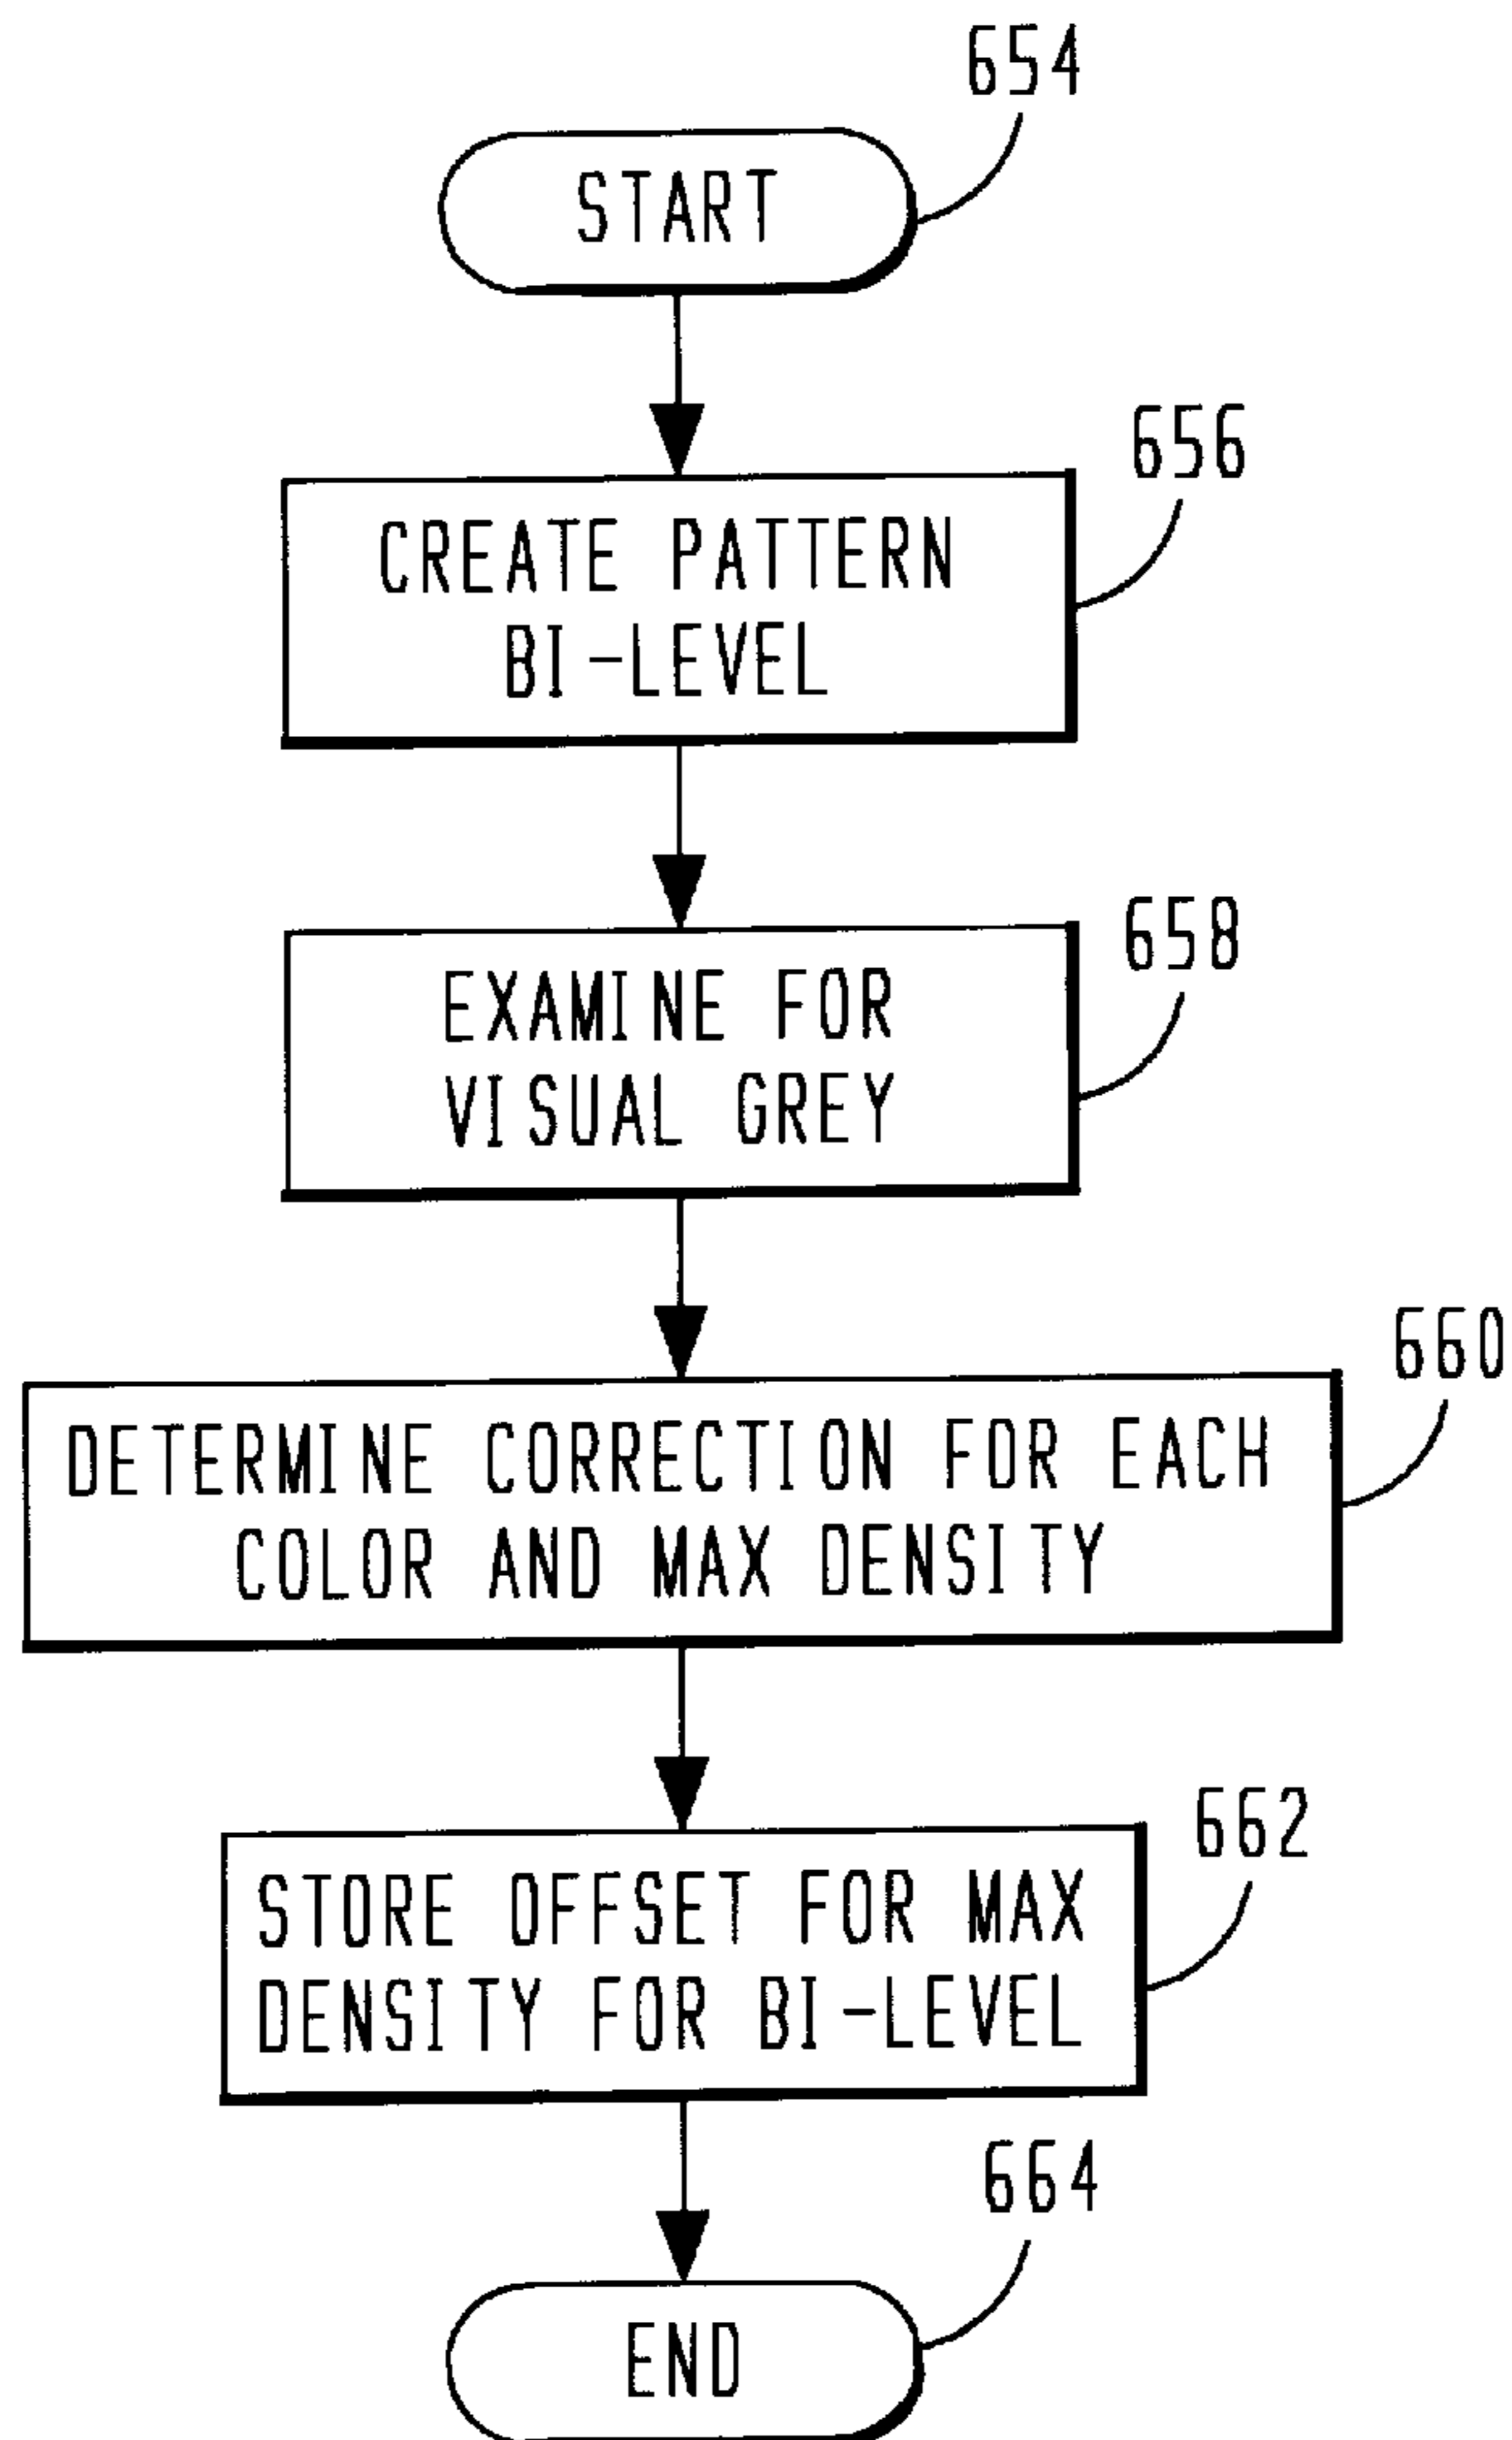 654
START
656
CREATE PATTERN
BI-LEVEL
658
EXAMINE FOR
VISUAL GREY
660
DETERMINE CORRECTION FOR EACH
COLOR AND MAX DENSITY
662
STORE OFFSET FOR MAX
DENSITY FOR BI-LEVEL
664
END